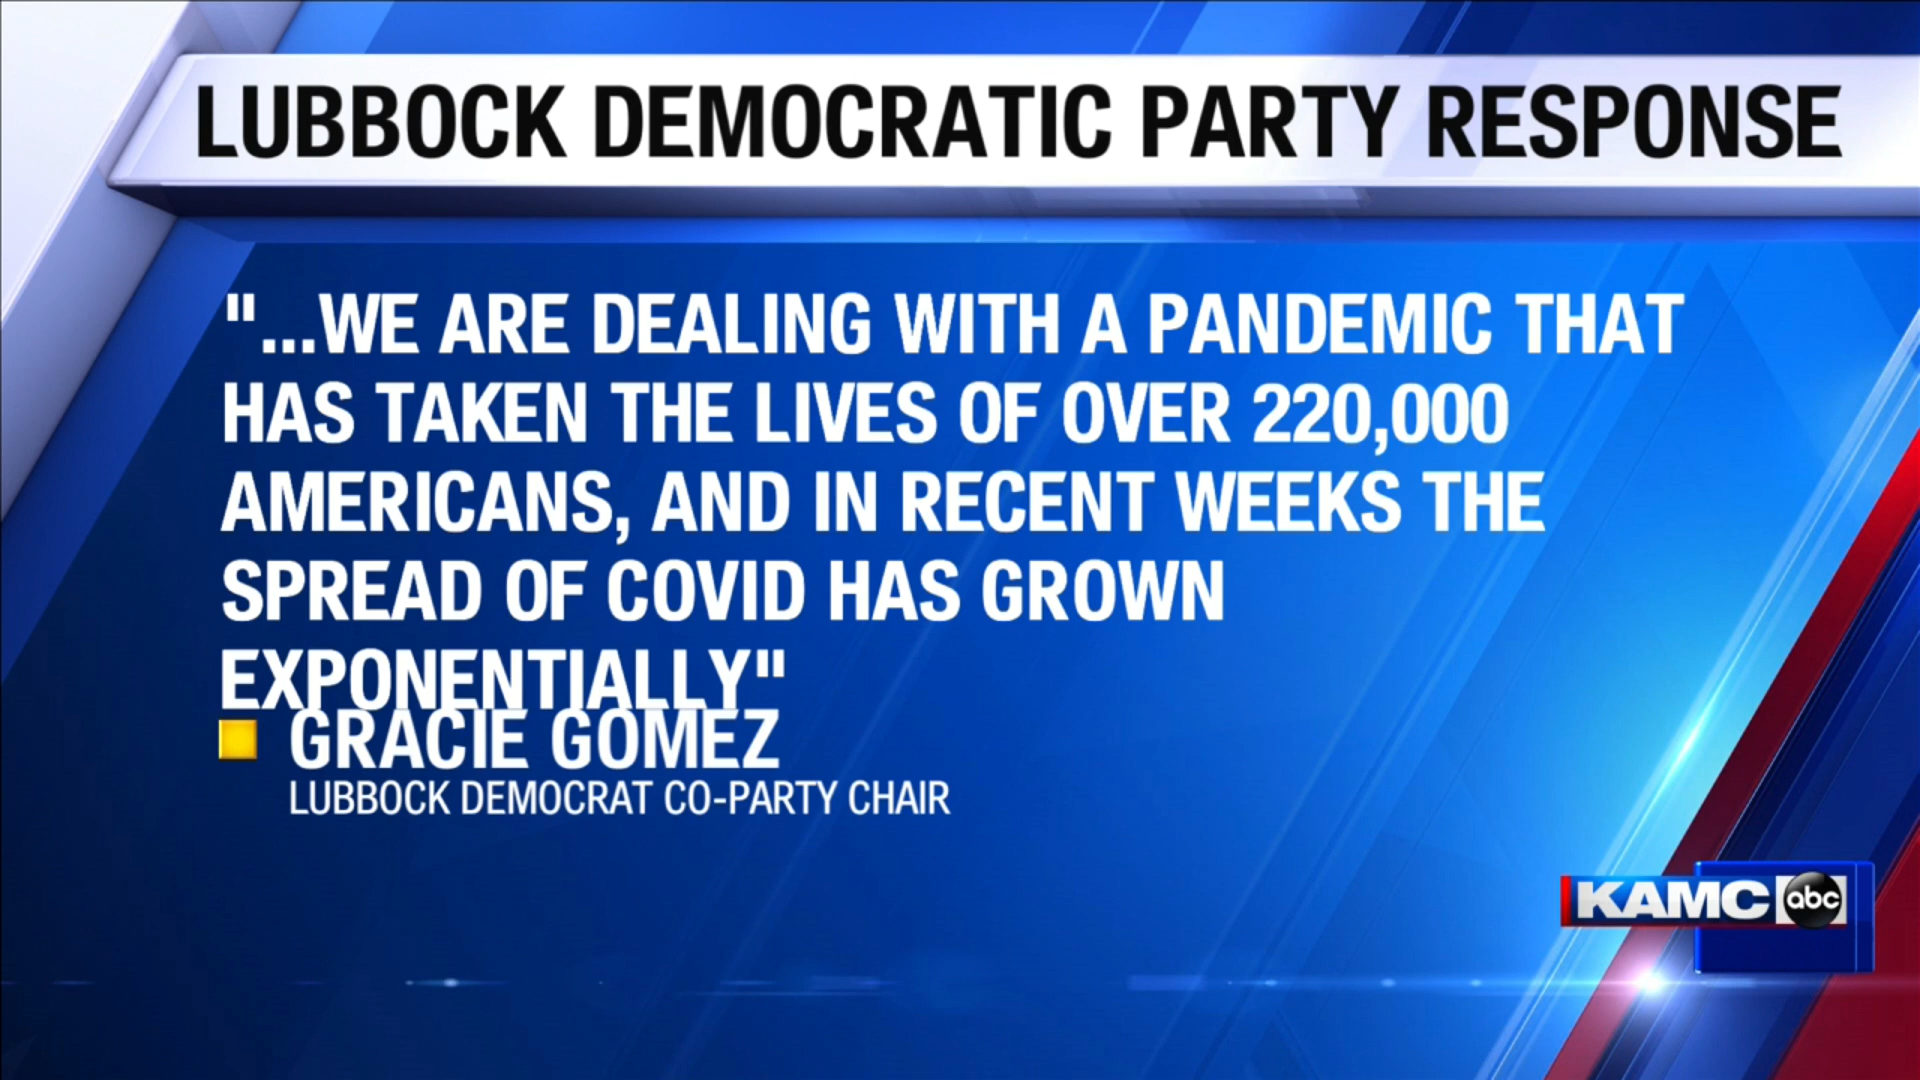 LUBBOCK DEMOCRATIC PARTY RESPONSE
"...WE ARE DEALING WITH A PANDEMIC THAT
HAS TAKEN THE LIVES OF OVER 220,000
AMERICANS, AND IN RECENT WEEKS THE
SPREAD OF COVID HAS GROWN
EXPONENTIALLY"
GRACIE GOMEZ
LUBBOCK DEMOCRAT CO-PARTY CHAIR
KAMC abc